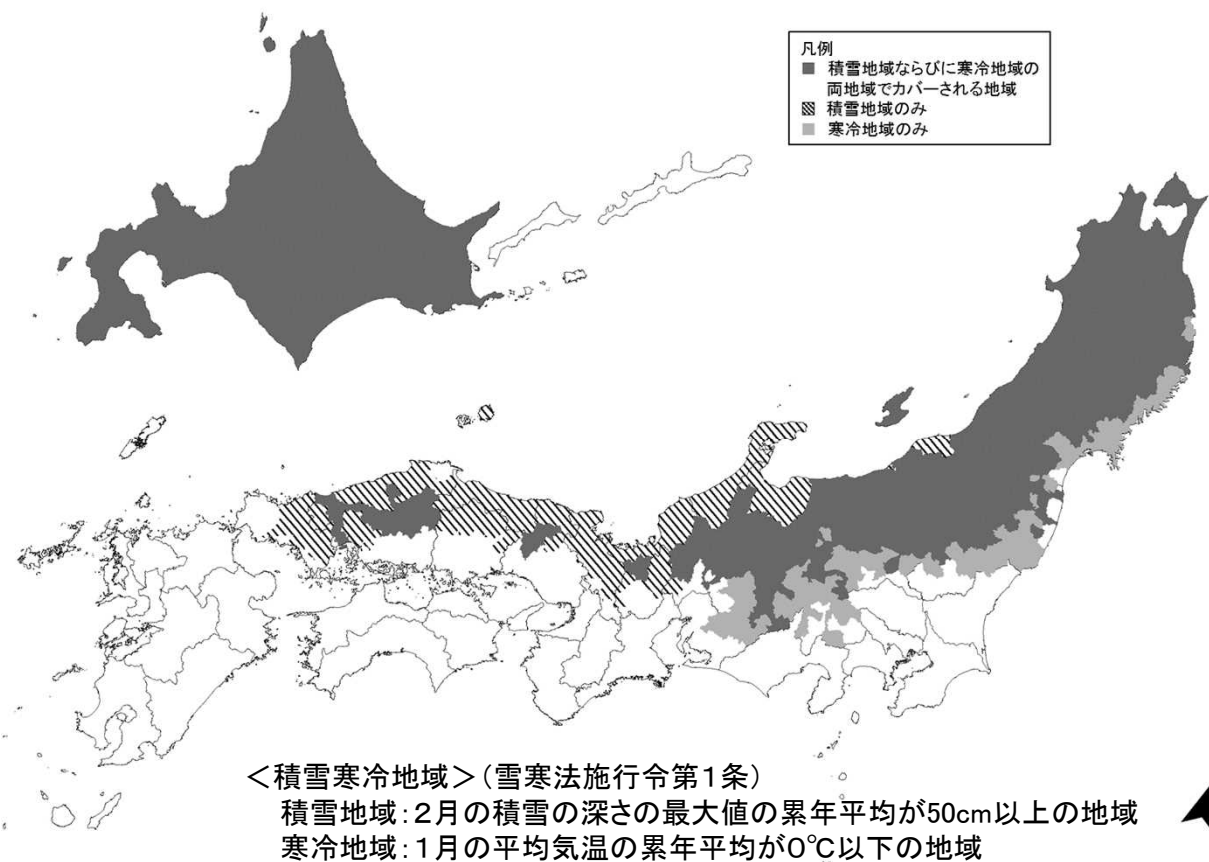 凡例
積雪地域ならびに寒冷地域の
両地域でカバーされる地域
積雪地域のみ
寒冷地域のみ
＜積雪寒冷地域＞(雪寒法施行令第1条)
積雪地域：２月の積雪の深さの最大値の累年平均が50cm以上の地域
寒冷地域：１月の平均気温の累年平均が0℃以下の地域